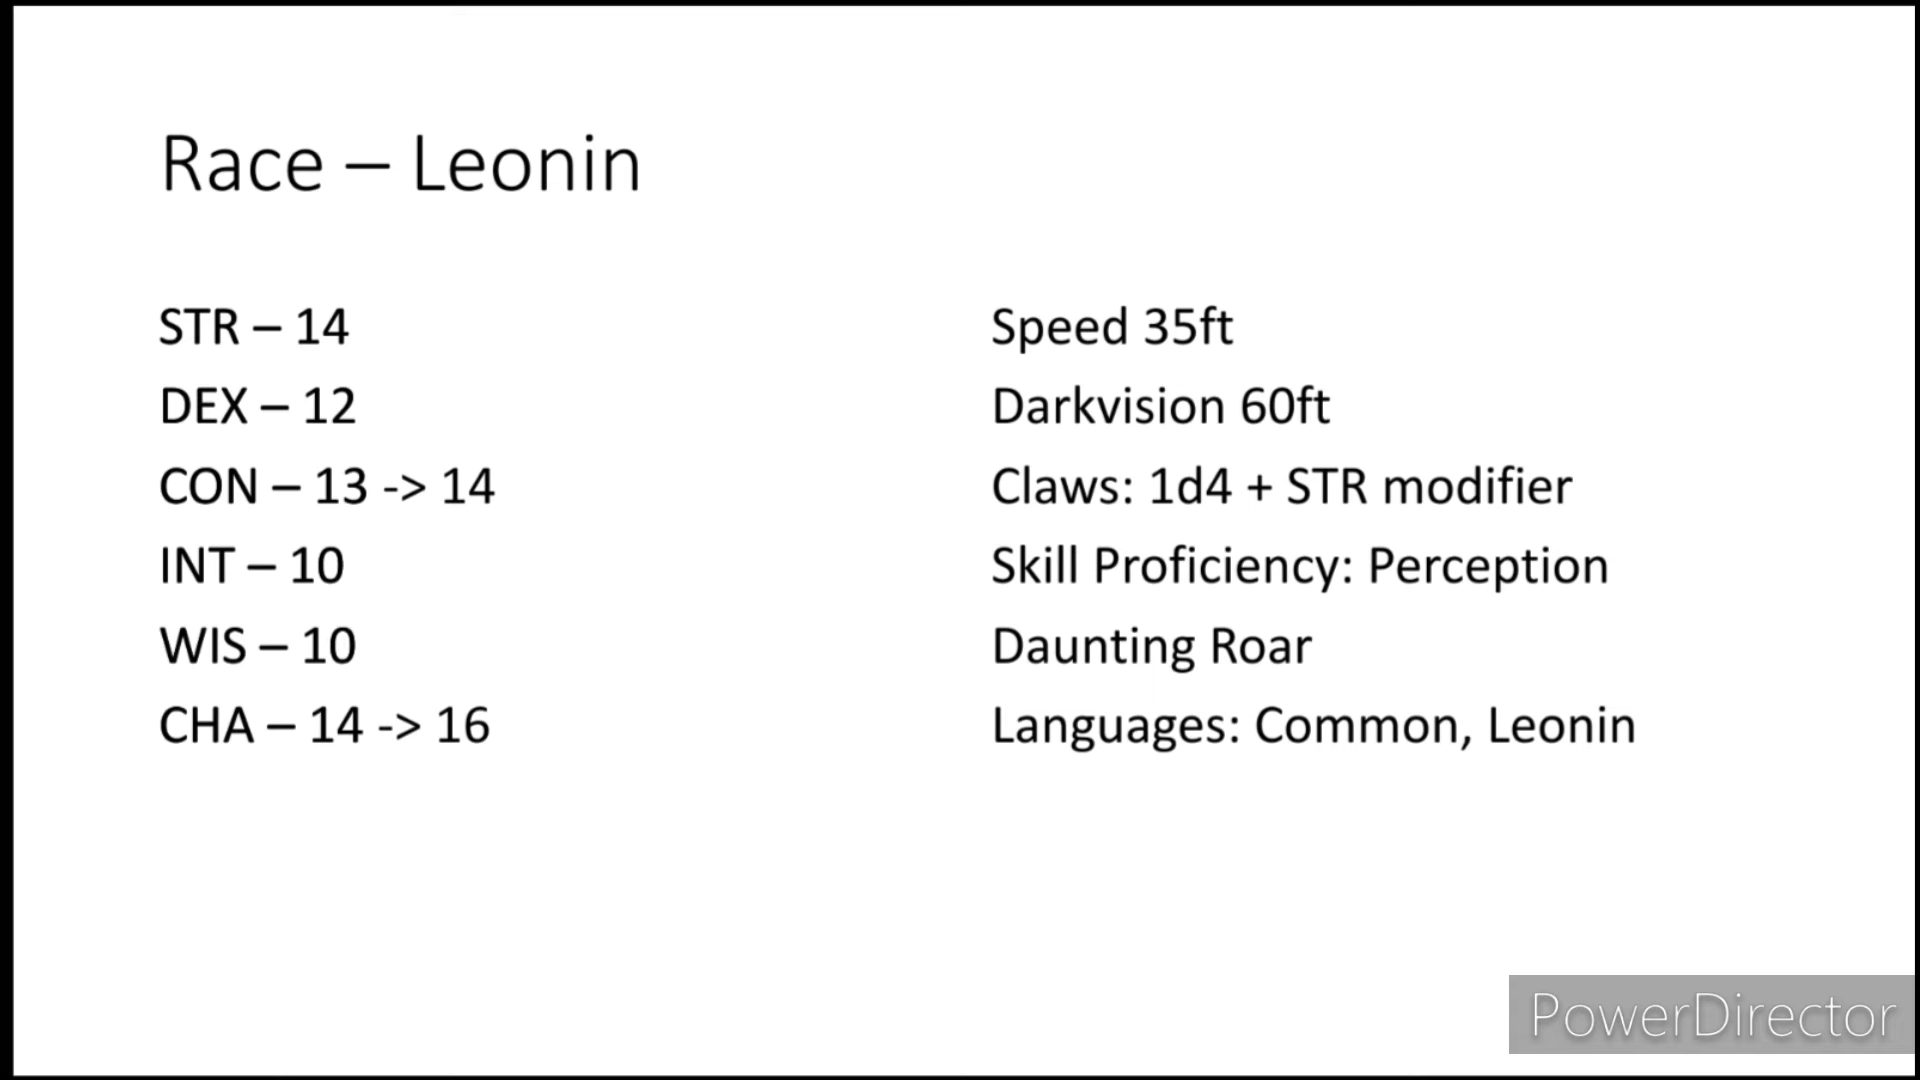 Race – Leonin
STR – 14
DEX – 12
CON – 13 -> 14
INT – 10
WIS – 10
CHA – 14 -> 16
Speed 35ft
Darkvision 60ft
Claws: 1d4 + STR modifier
Skill Proficiency: Perception
Daunting Roar
Languages: Common, Leonin
PowerDirector